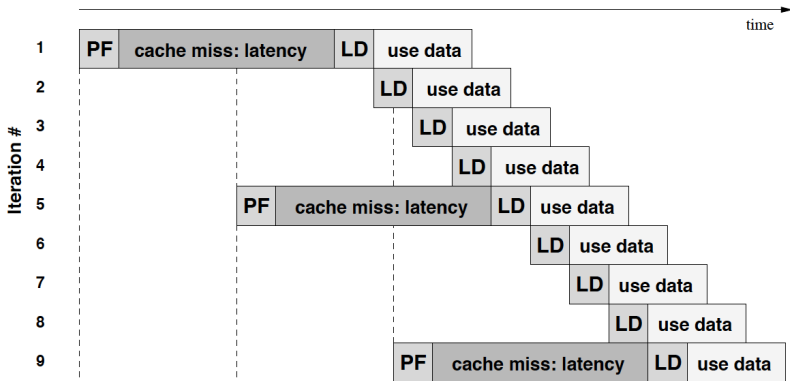 time
Iteration #
1 PF cache miss: latency LD use data
2 LD use data
3 LD use data
4 LD use data
5 PF cache miss: latency LD use data
6 LD use data
7 LD use data
8 LD use data
9 PF cache miss: latency LD use data